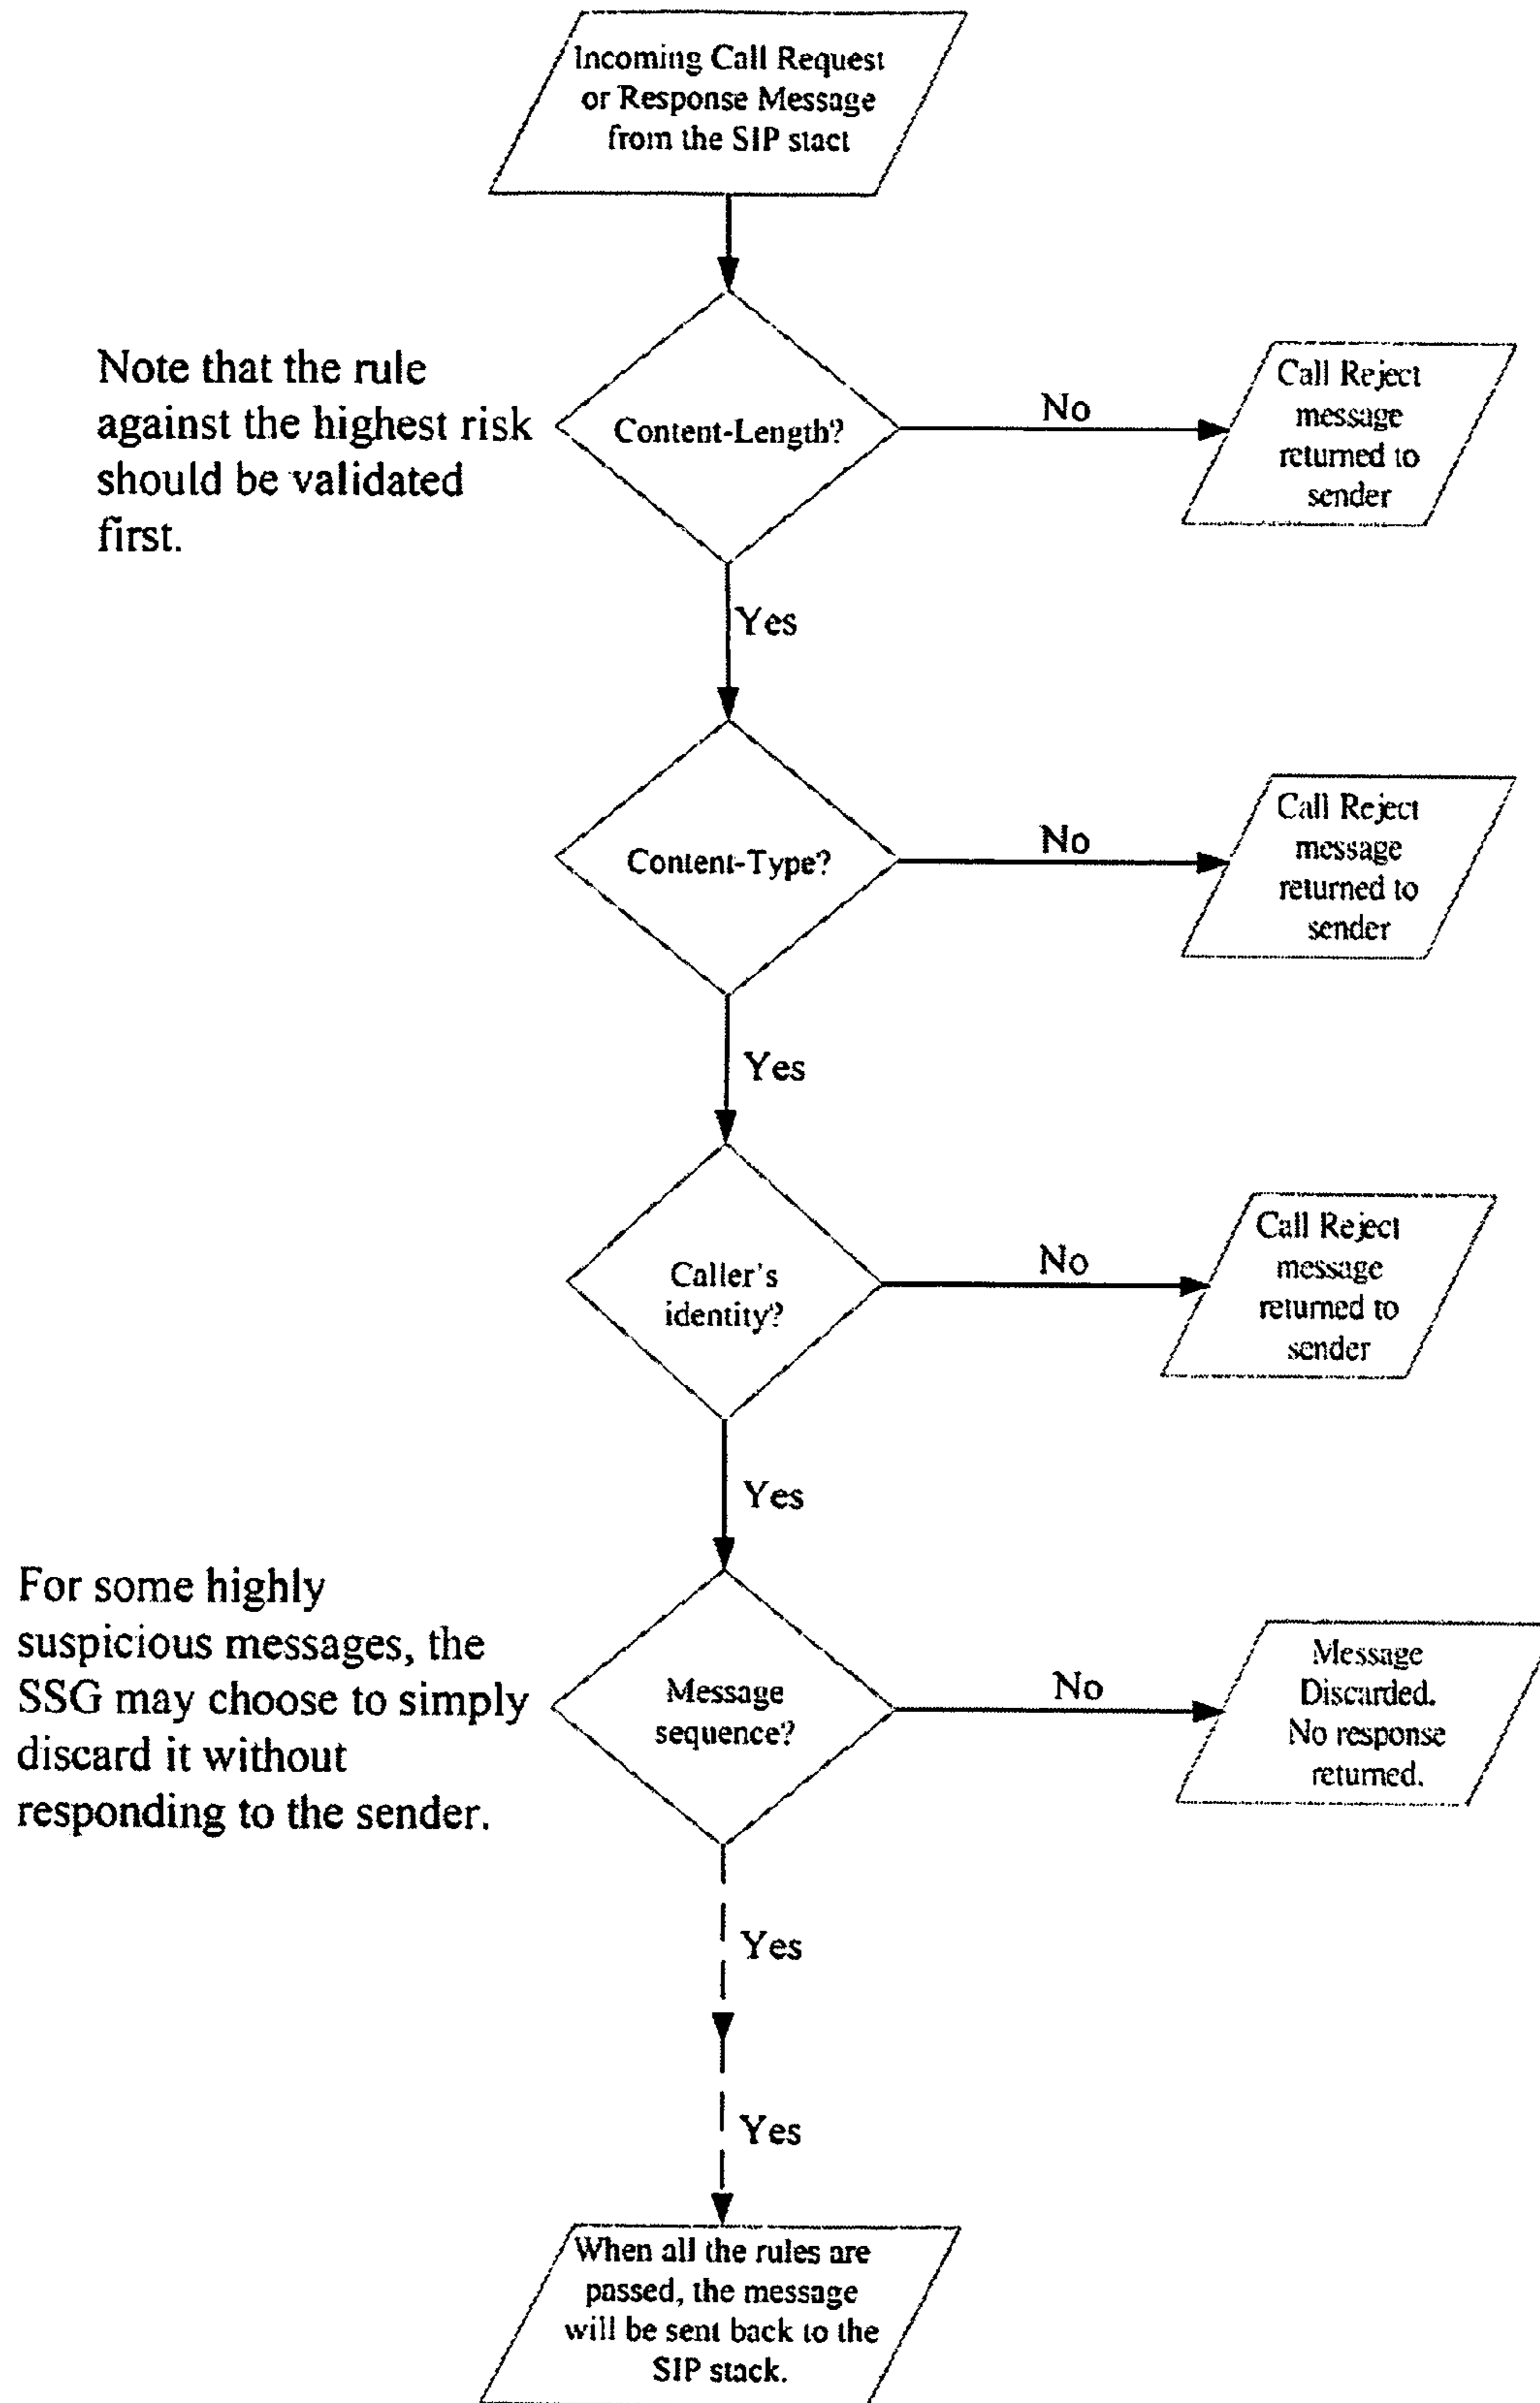 Incoming Call Request
or Response Message
from the SIP stact
Note that the rule
against the highest risk
should be validated
first.
Content-Length?
No
Call Reject
message
returned to
sender
Yes
Content-Type?
No
Call Reject
message
returned to
sender
Yes
Caller's
identity?
No
Call Reject
message
returned to
sender
Yes
For some highly
suspicious messages, the
SSG may choose to simply
discard it without
responding to the sender.
Message
sequence?
No
Message
Discarded.
No response
returned.
Yes
Yes
When all the rules are
passed, the message
will be sent back to the
SIP stack.